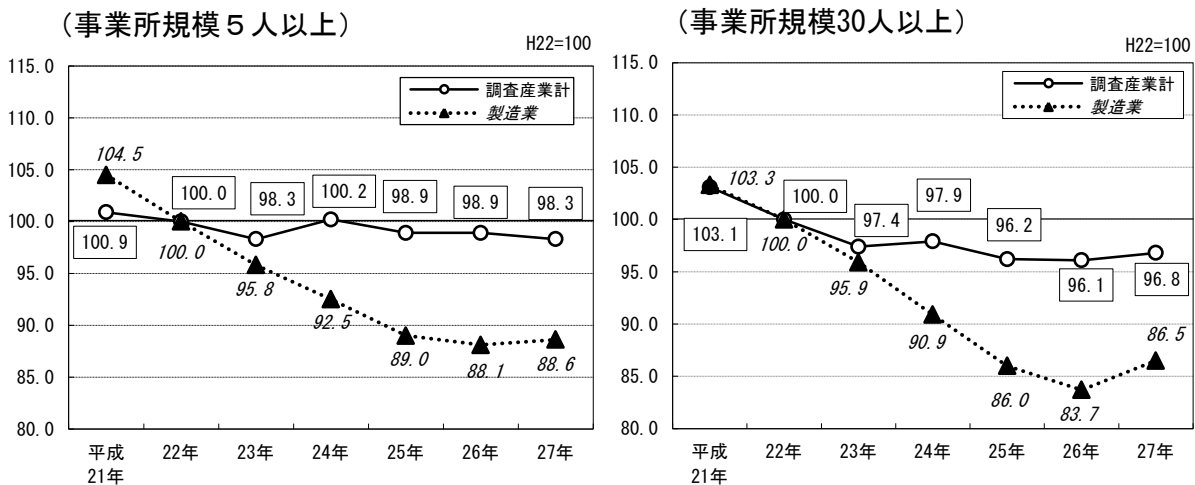 （事業所規模５人以上）
H22=100
115.0
110.0
105.0
100.0
95.0
90.0
85.0
80.0
調査産業計
製造業
104.5
100.0
98.3
100.2
98.9
98.9
98.3
100.9
100.0
95.8
92.5
89.0
88.1
88.6
平成
21年
22年
23年
24年
25年
26年
27年
（事業所規模30人以上）
H22=100
115.0
110.0
105.0
100.0
95.0
90.0
85.0
80.0
調査産業計
製造業
103.3
100.0
97.4
97.9
96.2
103.1
100.0
95.9
96.1
96.8
90.9
86.0
83.7
86.5
平成
21年
22年
23年
24年
25年
26年
27年